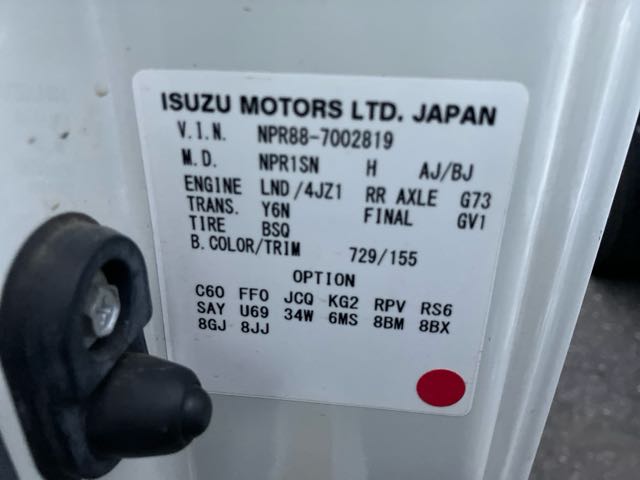 ISUZU MOTORS LTD. JAPAN
V.I.N. NPR88-7002819
M.D. NPR1SN H AJ/BJ
ENGINE LND/4JZ1 RR AXLE G73
TRANS. Y6N FINAL GV1
TIRE BSQ
B.COLOR/TRIM 729/155
OPTION
C60 FF0 JCQ KG2 RPV RS6
SAY U69 34W 6MS 8BM 8BX
8GJ 8JJ